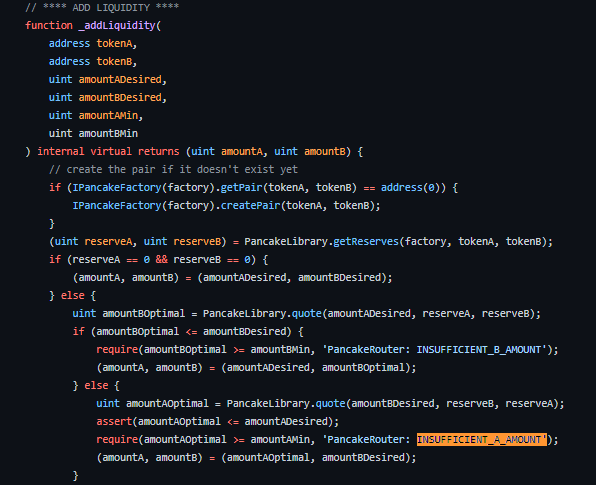 // **** ADD LIQUIDITY ****
function _addLiquidity(
    address tokenA,
    address tokenB,
    uint amountADesired,
    uint amountBDesired,
    uint amountAMin,
    uint amountBMin
) internal virtual returns (uint amountA, uint amountB) {
    // create the pair if it doesn't exist yet
    if (IPancakeFactory(factory).getPair(tokenA, tokenB) == address(0)) {
        IPancakeFactory(factory).createPair(tokenA, tokenB);
    }
    (uint reserveA, uint reserveB) = PancakeLibrary.getReserves(factory, tokenA, tokenB);
    if (reserveA == 0 && reserveB == 0) {
        (amountA, amountB) = (amountADesired, amountBDesired);
    } else {
        uint amountBOptimal = PancakeLibrary.quote(amountADesired, reserveA, reserveB);
        if (amountBOptimal <= amountBDesired) {
            require(amountBOptimal >= amountBMin, 'PancakeRouter: INSUFFICIENT_B_AMOUNT');
            (amountA, amountB) = (amountADesired, amountBOptimal);
        } else {
            uint amountAOptimal = PancakeLibrary.quote(amountBDesired, reserveB, reserveA);
            assert(amountAOptimal <= amountADesired);
            require(amountAOptimal >= amountAMin, 'PancakeRouter: INSUFFICIENT_A_AMOUNT');
            (amountA, amountB) = (amountAOptimal, amountBDesired);
        }